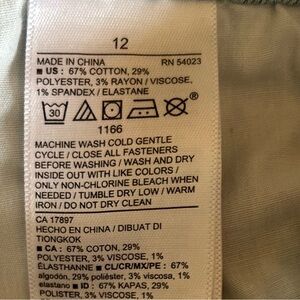 12
MADE IN CHINA RN 54023
■ US : 67% COTTON, 29%
POLYESTER, 3% RAYON / VISCOSE,
1% SPANDEX / ELASTANE
30
1166
MACHINE WASH COLD GENTLE
CYCLE / CLOSE ALL FASTENERS
BEFORE WASHING / WASH AND DRY
INSIDE OUT WITH LIKE COLORS /
ONLY NON-CHLORINE BLEACH WHEN
NEEDED / TUMBLE DRY LOW / WARM
IRON / DO NOT DRY CLEAN
CA 17897
HECHO EN CHINA / DIBUAT DI
TIONGKOK
■ CA : 67% COTON, 29%
POLYESTER, 3% VISCOSE, 1%
ÉLASTHANNE ■ CL/CR/MX/PE : 67%
algodón, 29% poliéster, 3% viscosa, 1%
elastano ■ ID : 67% KAPAS, 29%
POLISTER, 3% VISCOSE, 1%